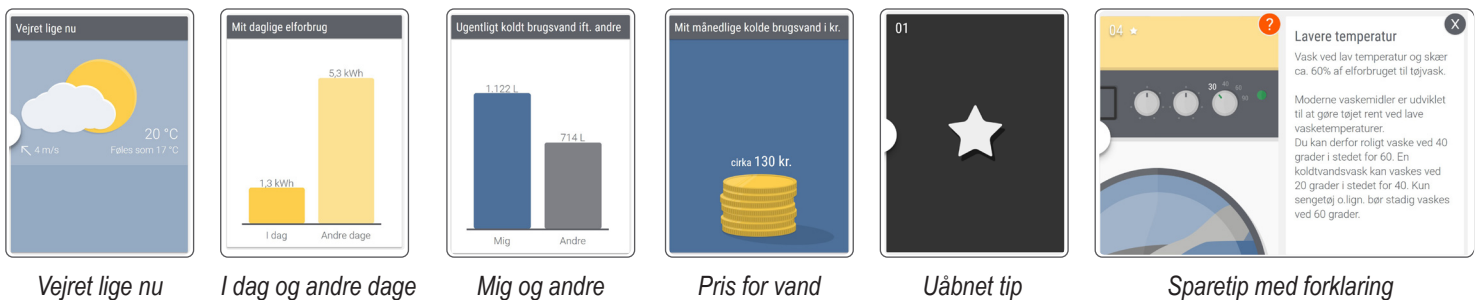 Vejret lige nu
20 °C
4 m/s
Føles som 17 °C
Vejret lige nu
Mit daglige elforbrug
5,3 kWh
1,3 kWh
I dag
Andre dage
I dag og andre dage
Ugentligt koldt brugsvand ift. andre
1.122 L
714 L
Mig
Andre
Mig og andre
Mit månedlige kolde brugsvand i kr.
cirka 130 kr.
Pris for vand
01
Uåbnet tip
04
?
X
30 40 60 90
Lavere temperatur
Vask ved lav temperatur og skær
ca. 60% af elforbruget til tøjvask.
Moderne vaskemidler er udviklet
til at gøre tøjet rent ved lave
vasketemperaturer.
Du kan derfor roligt vaske ved 40
grader i stedet for 60. En
koldtvandsvask kan vaskes ved
20 grader i stedet for 40. Kun
sengetøj o.lign. bør stadig vaskes
ved 60 grader.
Sparetip med forklaring